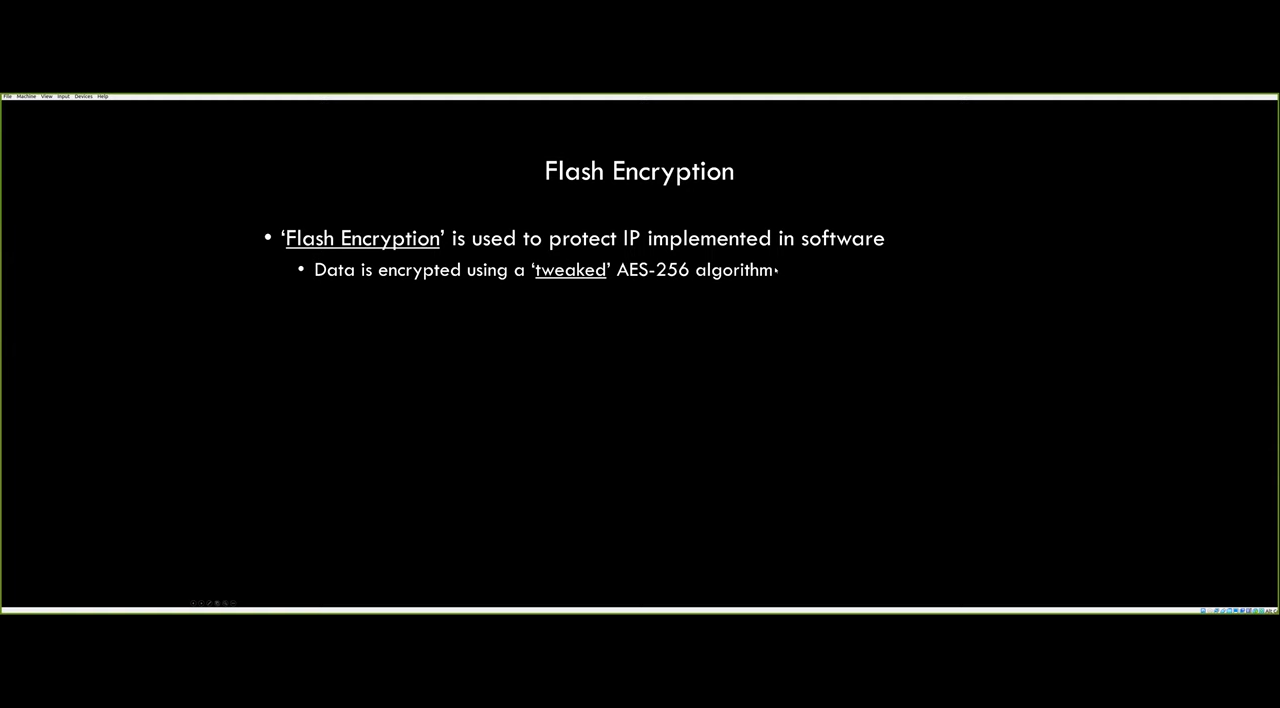 File Machine View Input Devices Help
Flash Encryption
• ‘Flash Encryption’ is used to protect IP implemented in software
• Data is encrypted using a ‘tweaked’ AES-256 algorithm